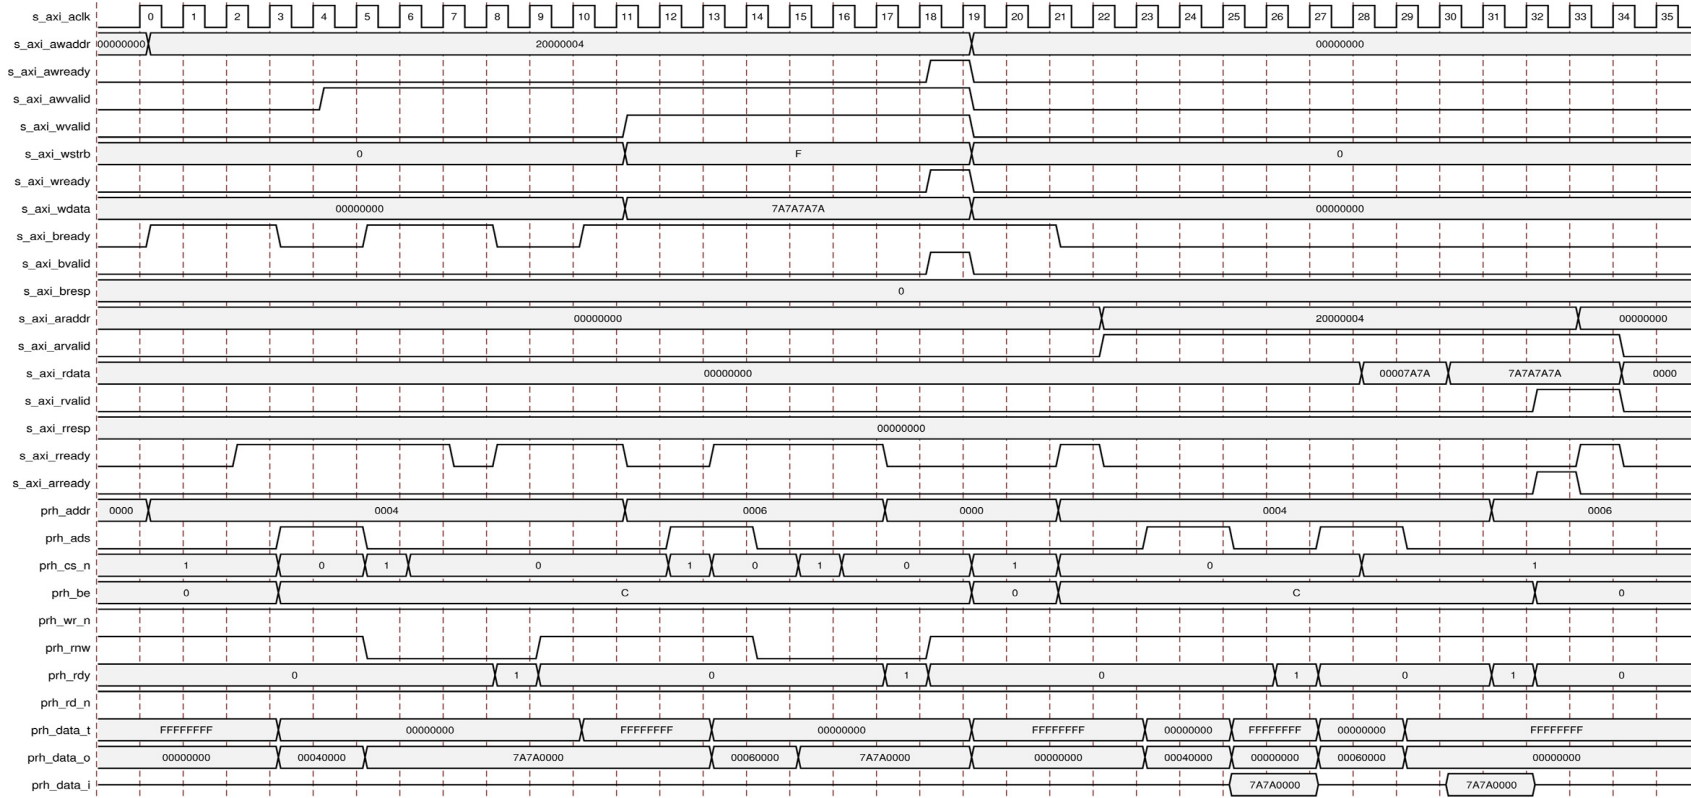 s_axi_aclk 0 1 2 3 4 5 6 7 8 9 10 11 12 13 14 15 16 17 18 19 20 21 22 23 24 25 26 27 28 29 30 31 32 33 34 35
s_axi_awaddr 00000000 20000004 00000000
s_axi_awready
s_axi_awvalid
s_axi_wvalid
s_axi_wstrb 0 F 0
s_axi_wready
s_axi_wdata 00000000 7A7A7A7A 00000000
s_axi_bready
s_axi_bvalid
s_axi_bresp 0
s_axi_araddr 00000000 20000004 00000000
s_axi_arvalid
s_axi_rdata 00000000 00007A7A 7A7A7A7A 0000
s_axi_rvalid
s_axi_rresp 00000000
s_axi_rready
s_axi_arready
prh_addr 0000 0004 0006 0000 0004 0006
prh_ads
prh_cs_n 1 0 1 0 1 0 1 0 1 0 1
prh_be 0 C 0 C 0
prh_wr_n
prh_rnw
prh_rdy 0 1 0 1 0 1 0 1 0
prh_rd_n
prh_data_t FFFFFFFF 00000000 FFFFFFFF 00000000 FFFFFFFF 00000000 FFFFFFFF 00000000 FFFFFFFF
prh_data_o 00000000 00040000 7A7A0000 00060000 7A7A0000 00000000 00040000 00000000 00060000 00000000
prh_data_i 7A7A0000 7A7A0000